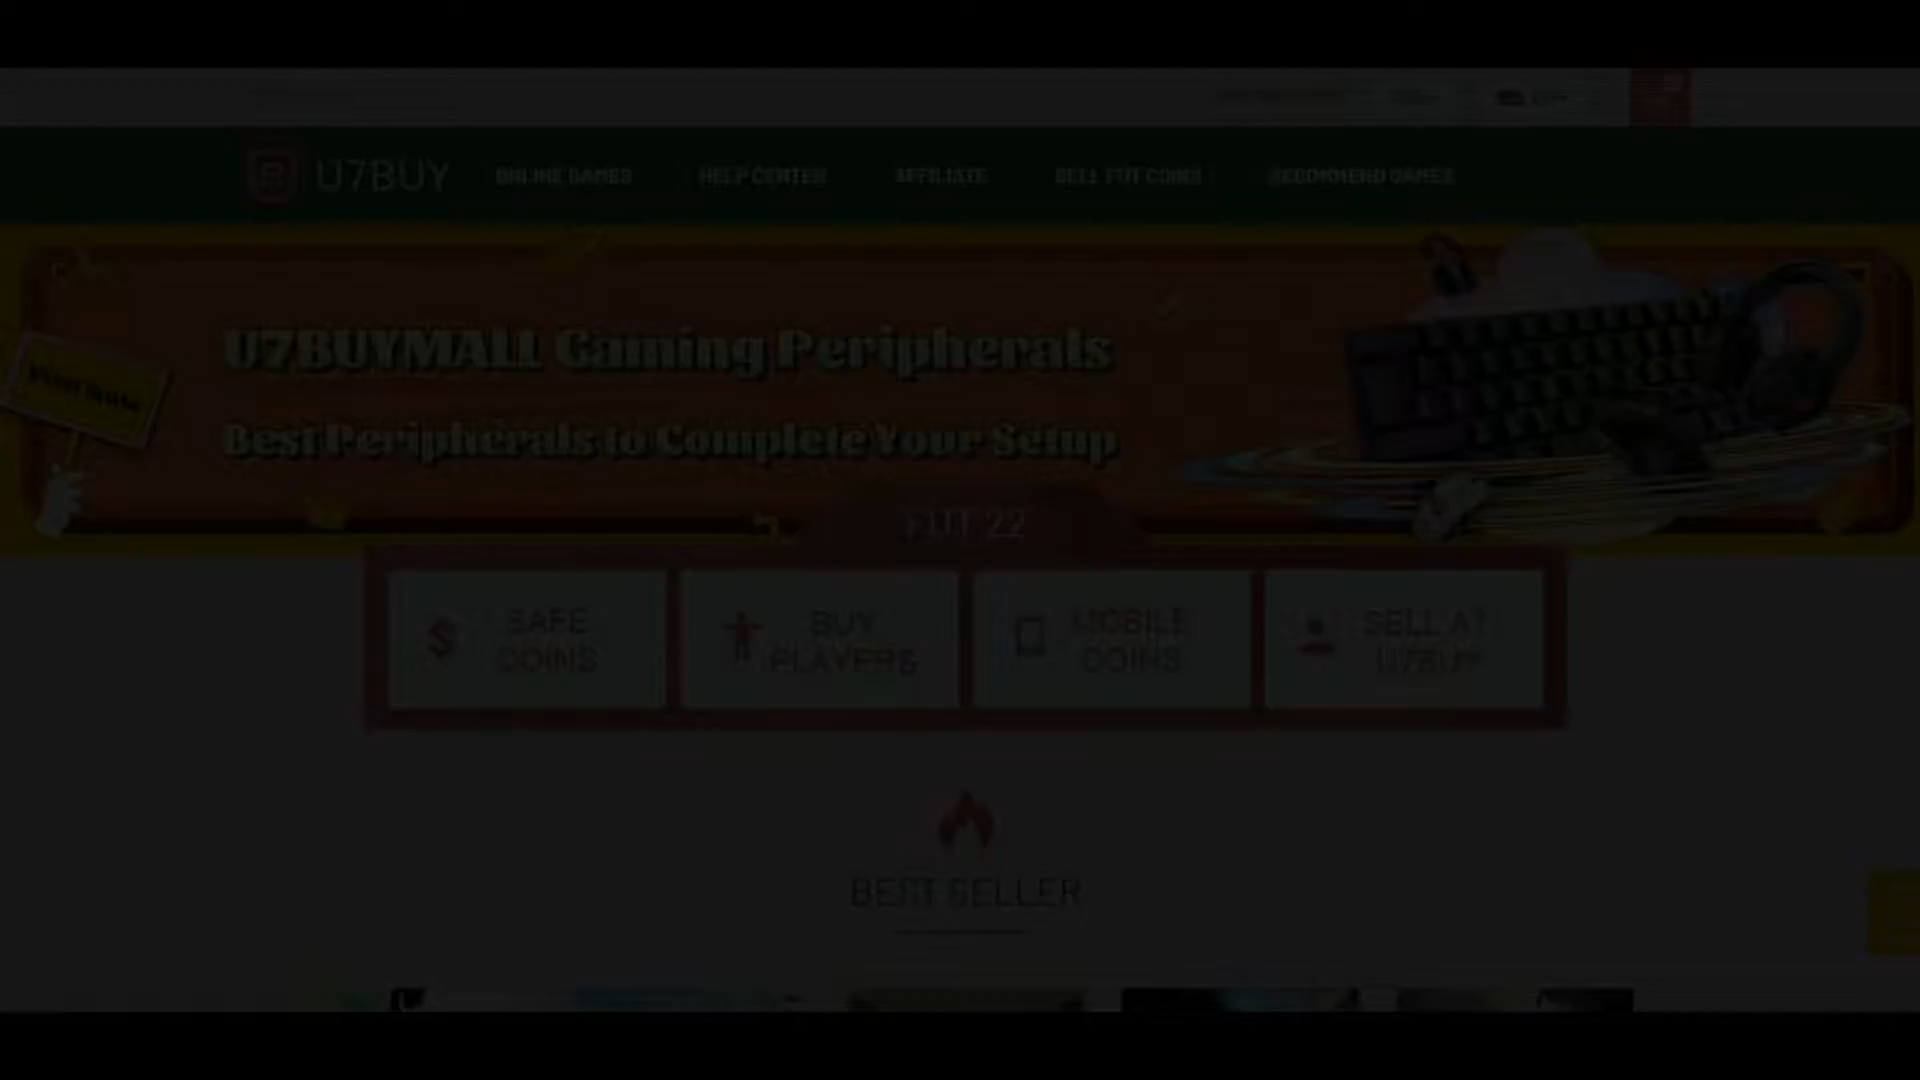 U7BUY
ONLINE GAMES
HELP CENTER
AFFILIATE
SELL FUT COINS
RECOMMEND GAMES
U7BUYMALL Gaming Peripherals
Best Peripherals to Complete Your Setup
FUT 22
SAFE
COINS
BUY
PLAYERS
MOBILE
COINS
SELL AT
U7BUY
BEST SELLER